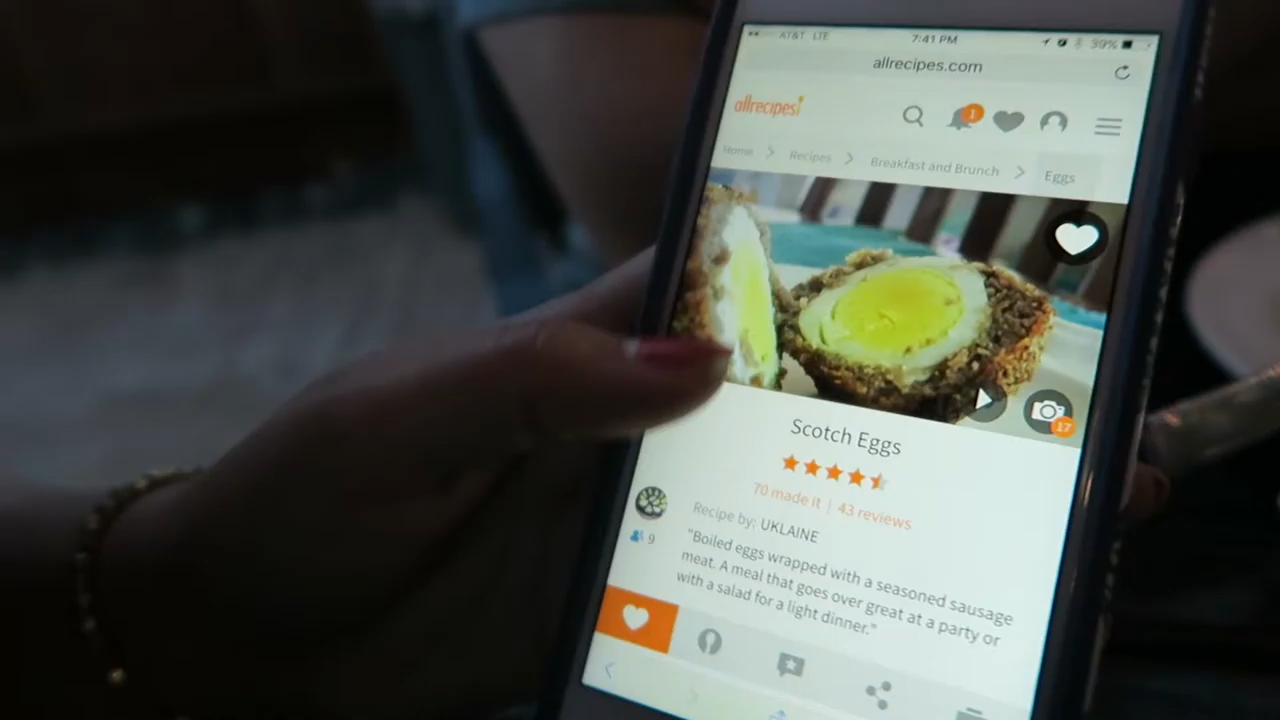 AT&T LTE 7:41 PM 39%
allrecipes.com
allrecipes!
1
Home > Recipes > Breakfast and Brunch > Eggs
17
Scotch Eggs
70 made it | 43 reviews
Recipe by: UKLAINE
9
"Boiled eggs wrapped with a seasoned sausage
meat. A meal that goes over great at a party or
with a salad for a light dinner."